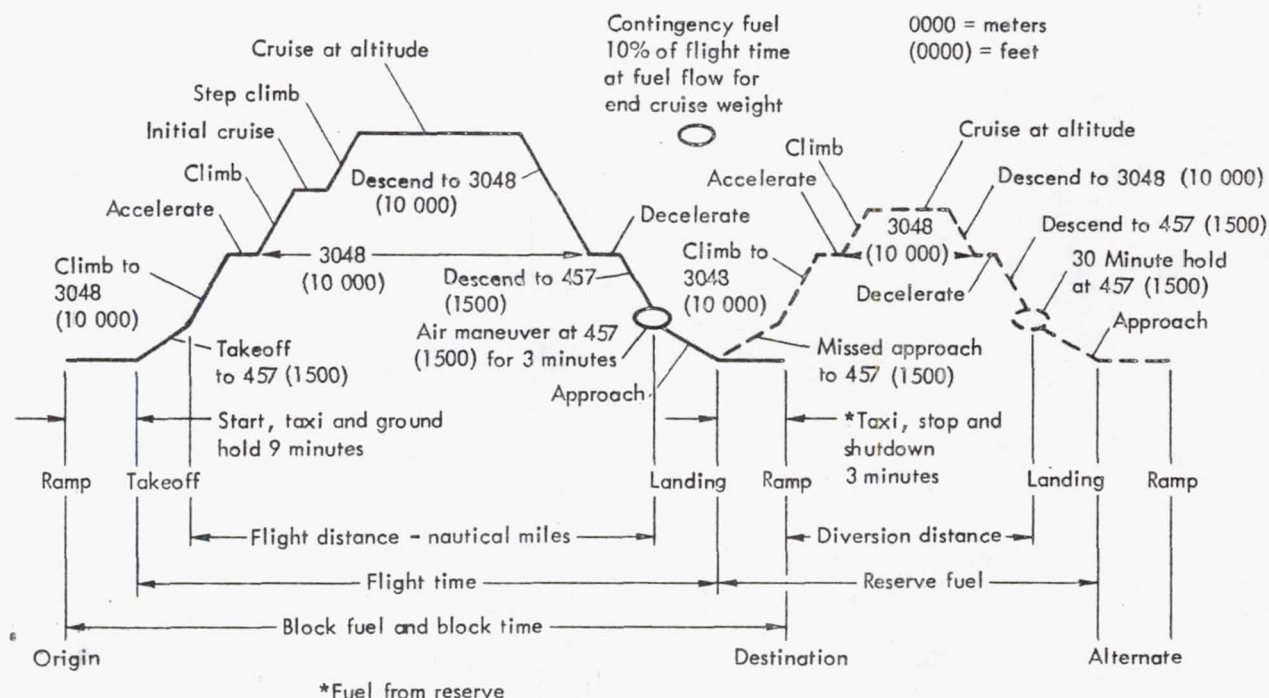 Contingency fuel
10% of flight time
at fuel flow for
end cruise weight
0000 = meters
(0000) = feet
Cruise at altitude
Step climb
Initial cruise
Climb
Accelerate
Climb to
3048
(10 000)
Takeoff
to 457 (1500)
Descend to 3048
(10 000)
3048
(10 000)
Decelerate
Descend to 457
(1500)
Air maneuver at 457
(1500) for 3 minutes
Approach
Climb to
3048
(10 000)
Accelerate
Climb
Cruise at altitude
3048
(10 000)
Descend to 3048 (10 000)
Descend to 457 (1500)
Decelerate
30 Minute hold
at 457 (1500)
Approach
Missed approach
to 457 (1500)
Start, taxi and ground
hold 9 minutes
*Taxi, stop and
shutdown
3 minutes
Ramp
Takeoff
Landing
Ramp
Landing
Ramp
Flight distance - nautical miles
Diversion distance
Flight time
Reserve fuel
Block fuel and block time
Origin
Destination
Alternate
*Fuel from reserve